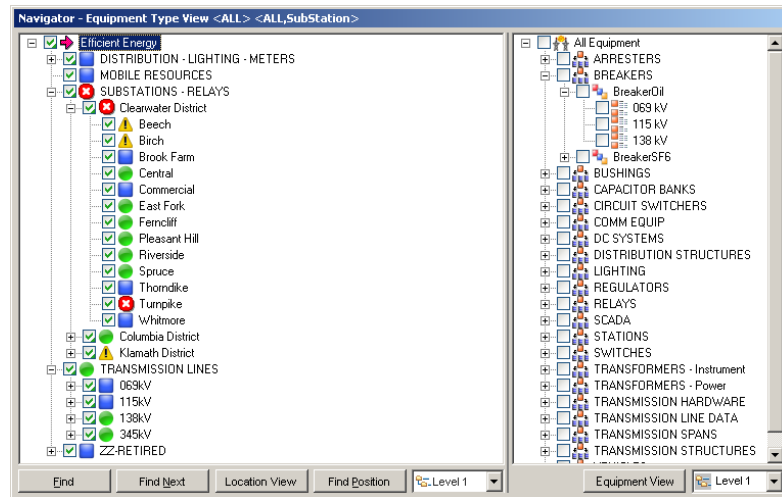 Navigator - Equipment Type View <ALL> <ALL,SubStation>
Efficient Energy
DISTRIBUTION - LIGHTING - METERS
MOBILE RESOURCES
SUBSTATIONS - RELAYS
Clearwater District
Beech
Birch
Brook Farm
Central
Commercial
East Fork
Ferncliff
Pleasant Hill
Riverside
Spruce
Thorndike
Turnpike
Whitmore
Columbia District
Klamath District
TRANSMISSION LINES
069kV
115kV
138kV
345kV
ZZ-RETIRED
Find
Find Next
Location View
Find Position
Level 1
All Equipment
ARRESTERS
BREAKERS
BreakerOil
069 kV
115 kV
138 kV
BreakerSF6
BUSHINGS
CAPACITOR BANKS
CIRCUIT SWITCHERS
COMM EQUIP
DC SYSTEMS
DISTRIBUTION STRUCTURES
LIGHTING
REGULATORS
RELAYS
SCADA
STATIONS
SWITCHES
TRANSFORMERS - Instrument
TRANSFORMERS - Power
TRANSMISSION HARDWARE
TRANSMISSION LINE DATA
TRANSMISSION SPANS
TRANSMISSION STRUCTURES
Equipment View
Level 1